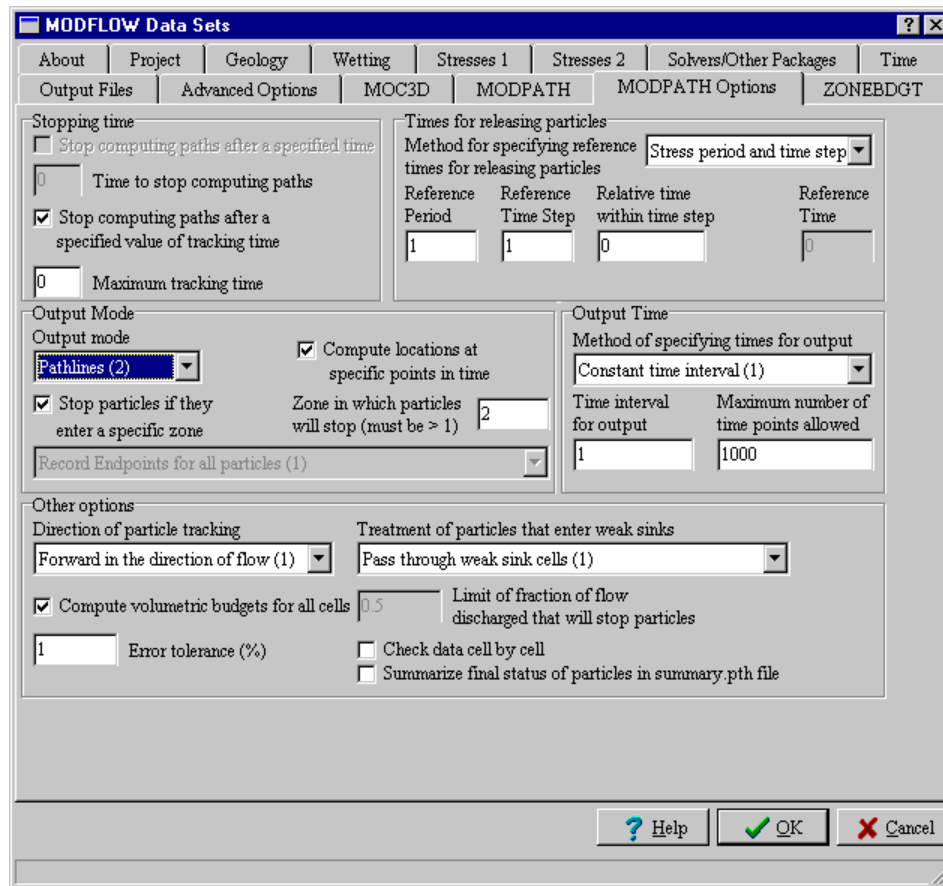 MODFLOW Data Sets
About Project Geology Wetting Stresses 1 Stresses 2 Solvers/Other Packages Time
Output Files Advanced Options MOC3D MODPATH MODPATH Options ZONEBDGT
Stopping time
Stop computing paths after a specified time
0 Time to stop computing paths
Stop computing paths after a
specified value of tracking time
0 Maximum tracking time
Times for releasing particles
Method for specifying reference
times for releasing particles
Stress period and time step
Reference Reference Relative time Reference
Period Time Step within time step Time
1 1 0 0
Output Mode
Output mode
Pathlines (2)
Compute locations at
specific points in time
Stop particles if they
enter a specific zone
Zone in which particles
will stop (must be > 1)
2
Record Endpoints for all particles (1)
Output Time
Method of specifying times for output
Constant time interval (1)
Time interval Maximum number of
for output time points allowed
1 1000
Other options
Direction of particle tracking
Forward in the direction of flow (1)
Treatment of particles that enter weak sinks
Pass through weak sink cells (1)
Compute volumetric budgets for all cells
0.5
Limit of fraction of flow
discharged that will stop particles
1 Error tolerance (%)
Check data cell by cell
Summarize final status of particles in summary.pth file
? Help OK Cancel